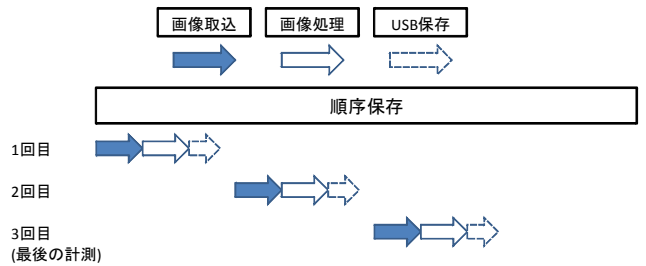 画像取込 画像処理 USB保存
順序保存
1回目
2回目
3回目
(最後の計測)